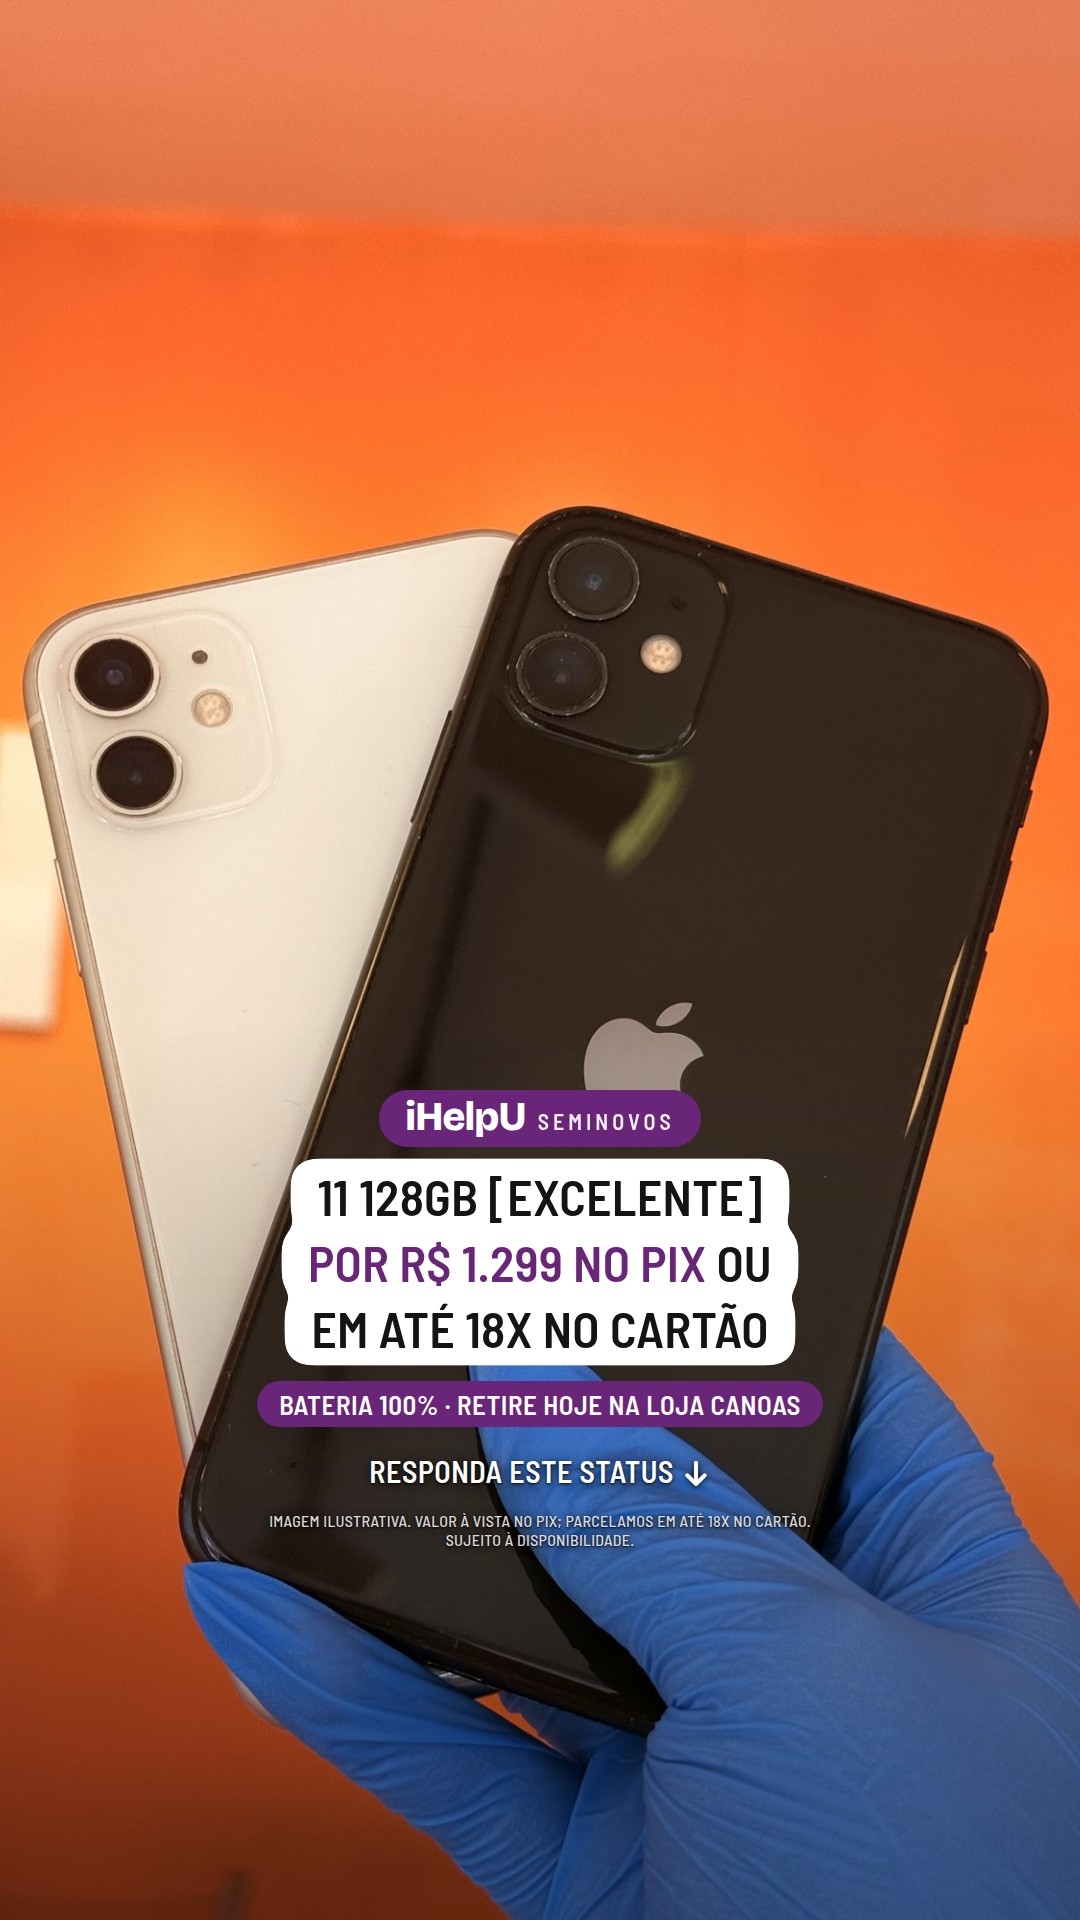 iHelpU SEMINOVOS
11 128GB [EXCELENTE]
POR R$ 1.299 NO PIX OU
EM ATÉ 18X NO CARTÃO
BATERIA 100% · RETIRE HOJE NA LOJA CANOAS
RESPONDA ESTE STATUS ↓
IMAGEM ILUSTRATIVA. VALOR À VISTA NO PIX; PARCELAMOS EM ATÉ 18X NO CARTÃO.
SUJEITO À DISPONIBILIDADE.